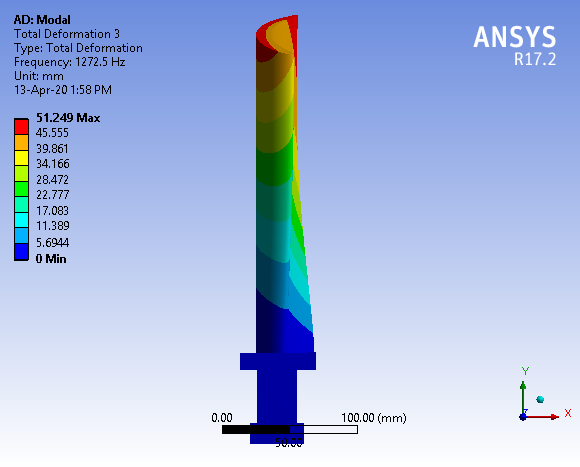 AD: Modal
Total Deformation 3
Type: Total Deformation
Frequency: 1272.5 Hz
Unit: mm
13-Apr-20 1:58 PM
51.249 Max
45.555
39.861
34.166
28.472
22.777
17.083
11.389
5.6944
0 Min
ANSYS
R17.2
0.00
100.00 (mm)
50.00
Y
X